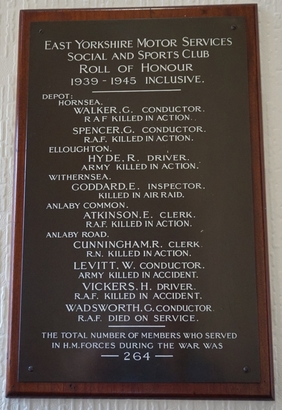 EAST YORKSHIRE MOTOR SERVICES
SOCIAL AND SPORTS CLUB
ROLL OF HONOUR
1939 - 1945 INCLUSIVE.
DEPOT:
HORNSEA.
WALKER,G. CONDUCTOR.
R A F KILLED IN ACTION.
SPENCER,G. CONDUCTOR.
R.A.F. KILLED IN ACTION.
ELLOUGHTON.
HYDE,R. DRIVER.
ARMY KILLED IN ACTION.
WITHERNSEA.
GODDARD,E. INSPECTOR.
KILLED IN AIR RAID.
ANLABY COMMON.
ATKINSON,E. CLERK.
R.A.F. KILLED IN ACTION.
ANLABY ROAD.
CUNNINGHAM,R. CLERK.
R.N. KILLED IN ACTION.
LEVITT, W. CONDUCTOR.
ARMY KILLED IN ACCIDENT.
VICKERS, H. DRIVER.
R.A.F. KILLED IN ACCIDENT.
WADSWORTH,G. CONDUCTOR.
R.A.F. DIED ON SERVICE.
THE TOTAL NUMBER OF MEMBERS WHO SERVED
IN H.M.FORCES DURING THE WAR WAS
— 264 —